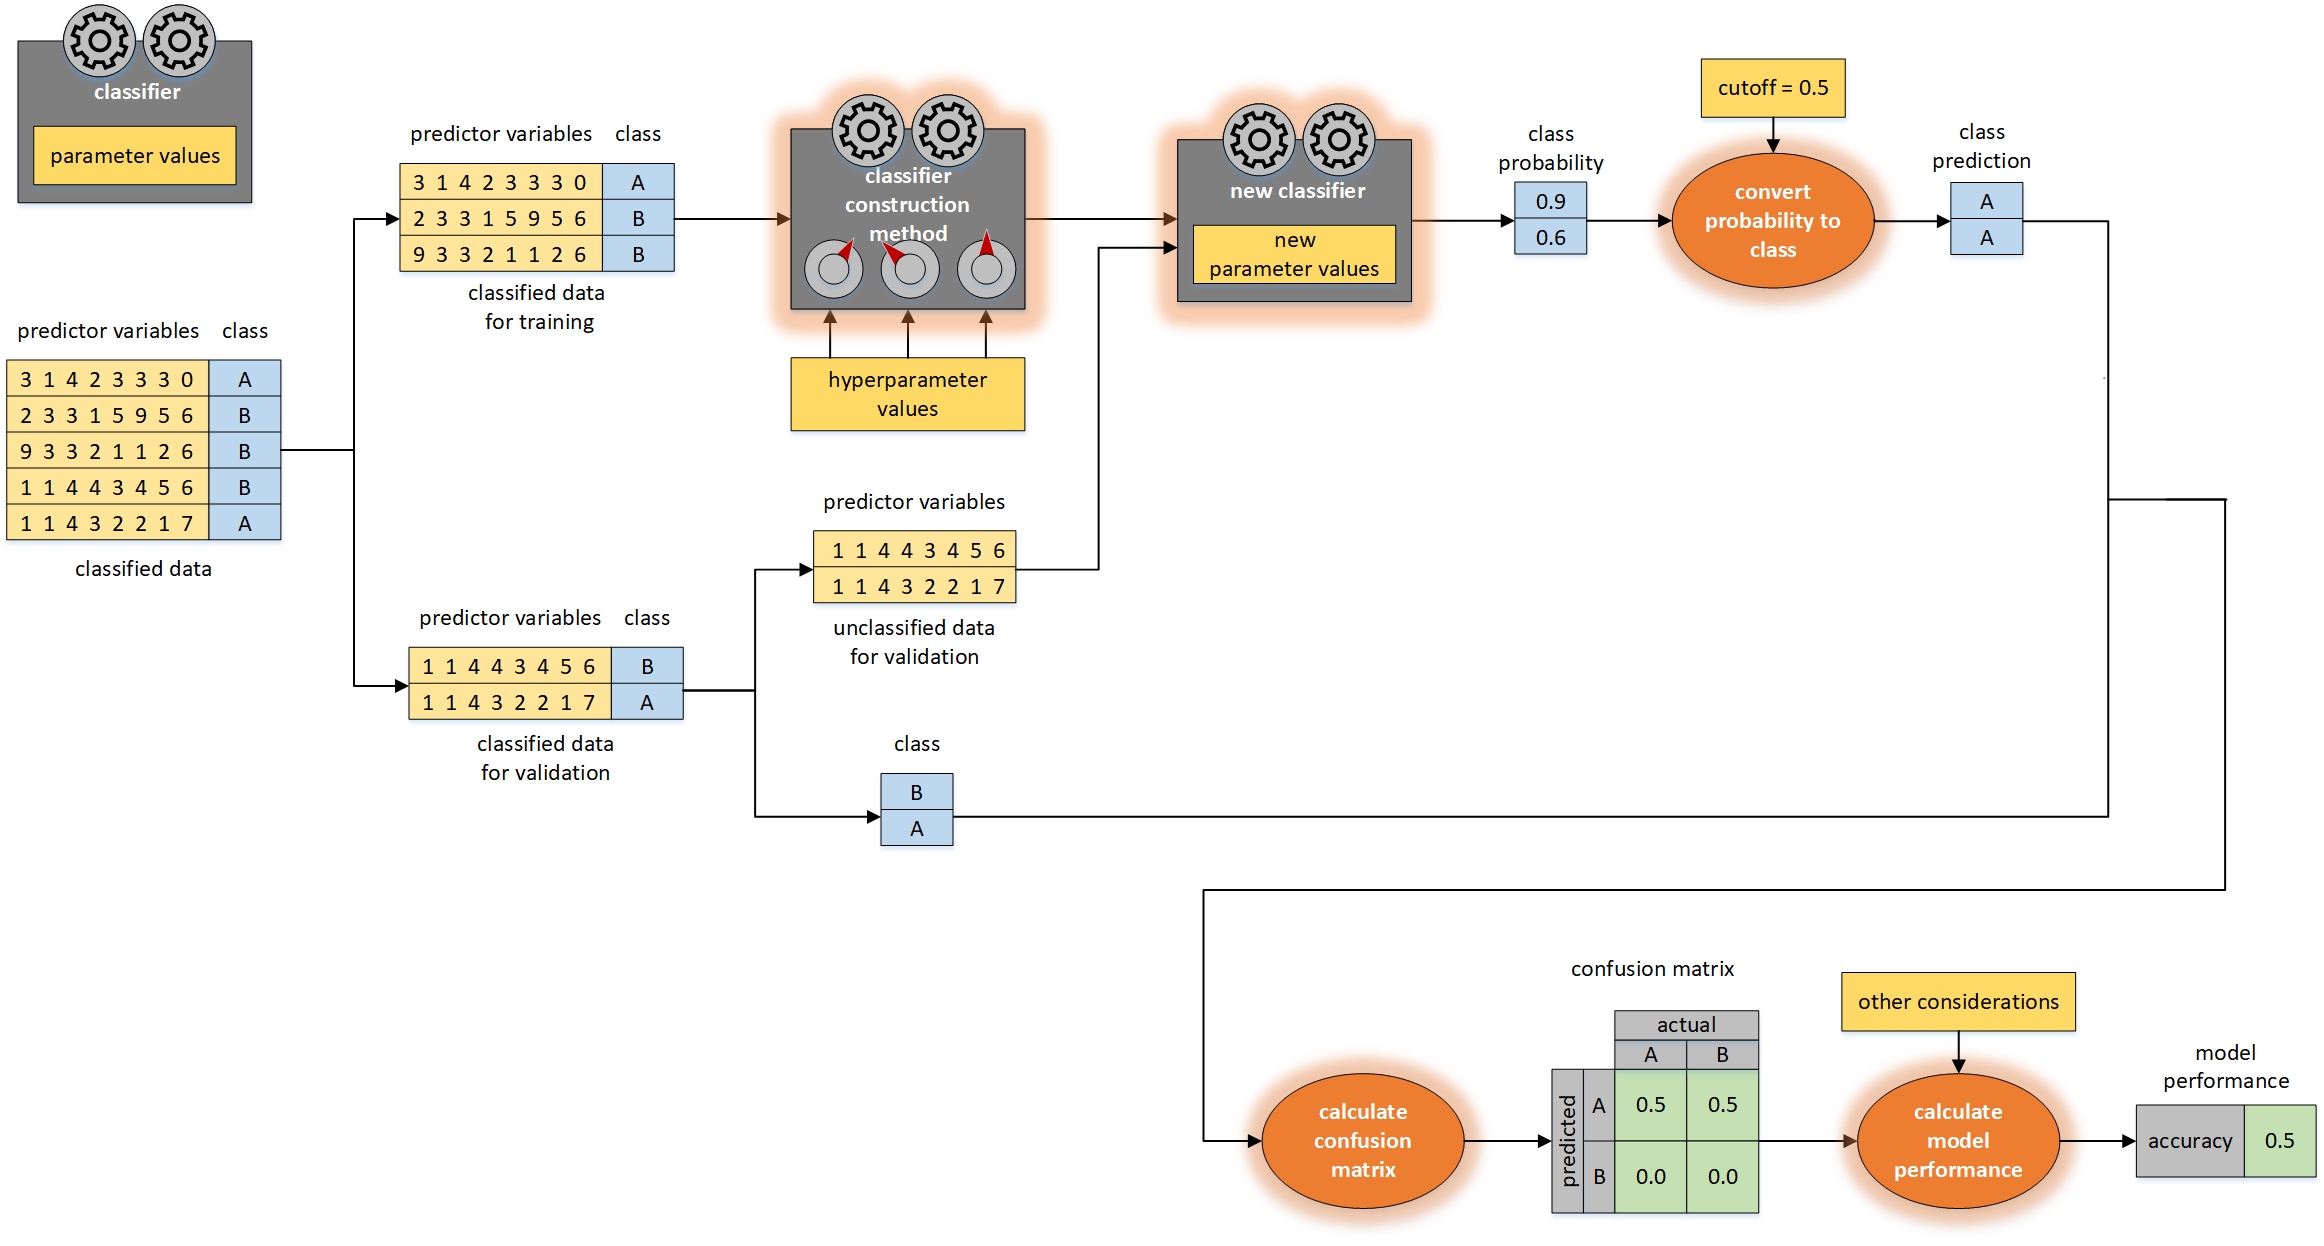 classifier
parameter values
predictor variables class
3 1 4 2 3 3 3 0 A
2 3 3 1 5 9 5 6 B
9 3 3 2 1 1 2 6 B
1 1 4 4 3 4 5 6 B
1 1 4 3 2 2 1 7 A
classified data
predictor variables class
3 1 4 2 3 3 3 0 A
2 3 3 1 5 9 5 6 B
9 3 3 2 1 1 2 6 B
classified data
for training
classifier
construction
method
hyperparameter
values
new classifier
new
parameter values
class
probability
0.9
0.6
cutoff = 0.5
convert
probability to
class
class
prediction
A
A
predictor variables class
1 1 4 4 3 4 5 6 B
1 1 4 3 2 2 1 7 A
classified data
for validation
predictor variables
1 1 4 4 3 4 5 6
1 1 4 3 2 2 1 7
unclassified data
for validation
class
B
A
calculate
confusion
matrix
confusion matrix
actual
A B
predicted
A 0.5 0.5
B 0.0 0.0
other considerations
calculate
model
performance
model
performance
accuracy 0.5